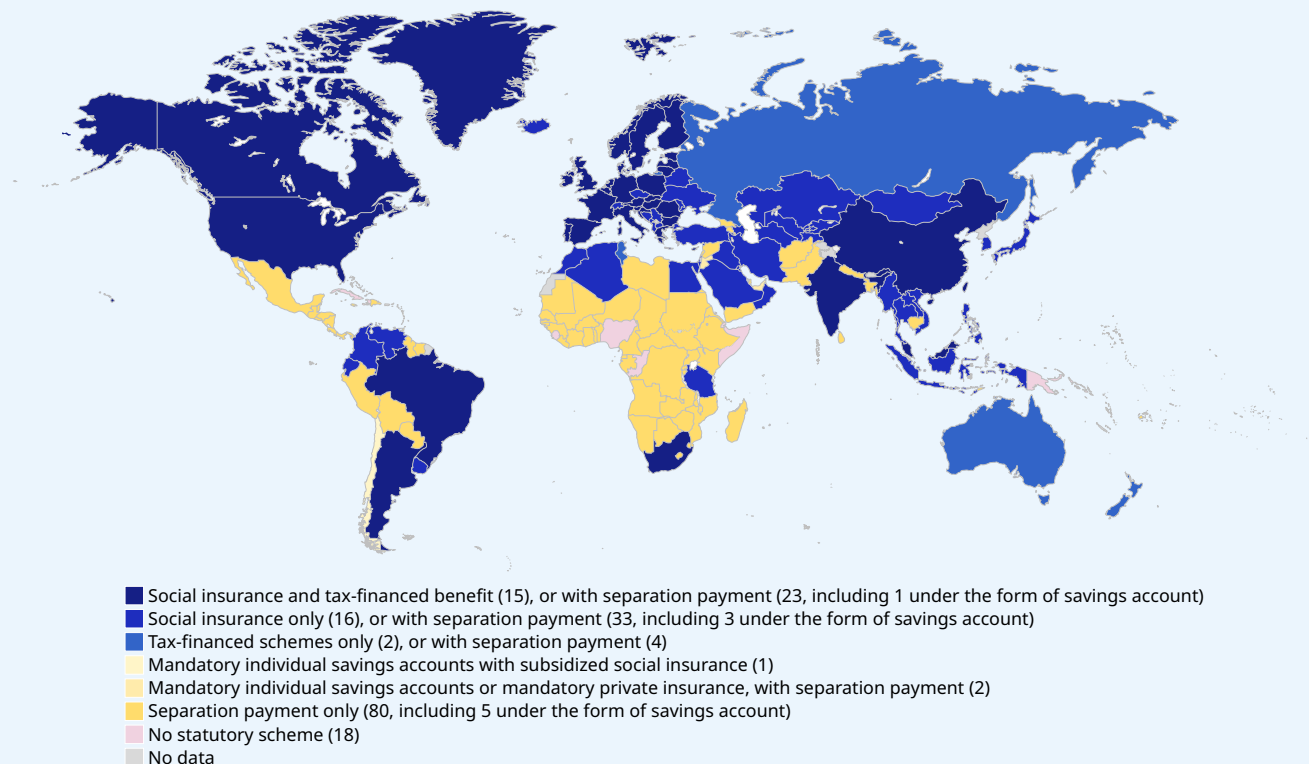 Social insurance and tax-financed benefit (15), or with separation payment (23, including 1 under the form of savings account)
Social insurance only (16), or with separation payment (33, including 3 under the form of savings account)
Tax-financed schemes only (2), or with separation payment (4)
Mandatory individual savings accounts with subsidized social insurance (1)
Mandatory individual savings accounts or mandatory private insurance, with separation payment (2)
Separation payment only (80, including 5 under the form of savings account)
No statutory scheme (18)
No data